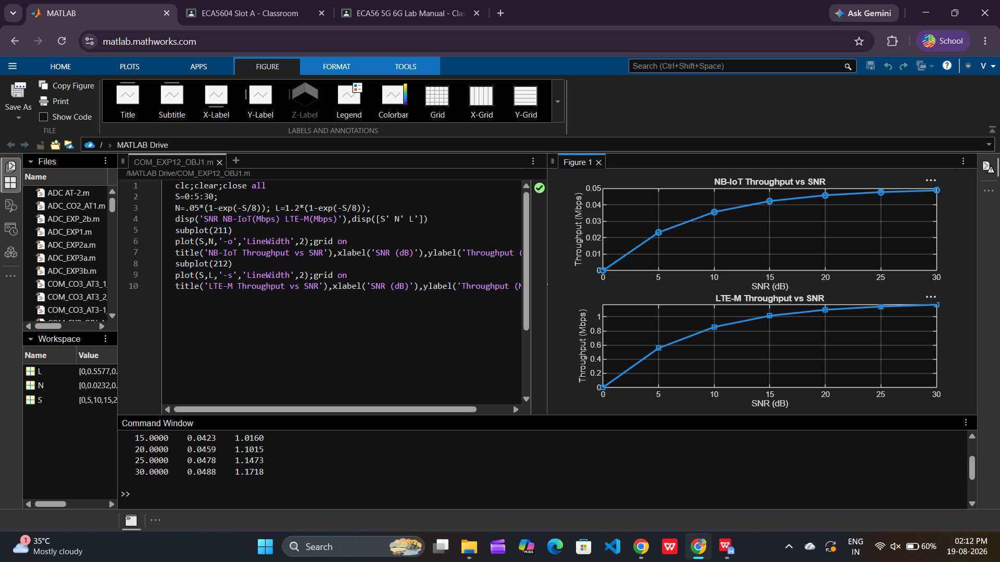 MATLAB
ECA5604 Slot A - Classroom
ECA56 5G 6G Lab Manual - Clas
Ask Gemini
matlab.mathworks.com
School
HOME
PLOTS
APPS
FIGURE
FORMAT
TOOLS
Search (Ctrl+Shift+Space)
V
Save As
Copy Figure
Print
Show Code
FILE
Title
Subtitle
X-Label
Y-Label
Z-Label
Legend
Colorbar
Grid
X-Grid
Y-Grid
LABELS AND ANNOTATIONS
/ › MATLAB Drive
Files
Name
ADC AT-2.m
ADC_CO2_AT1.m
ADC_EXP_2b.m
ADC_EXP1.m
ADC_EXP2a.m
ADC_EXP3a.m
ADC_EXP3b.m
COM_CO3_AT3_1_
COM_CO3_AT3_2_
COM_CO3_AT3-1_
Workspace
Name Value
L [0,0.5577,0.
N [0,0.0232,0.
S [0,5,10,15,2
COM_EXP12_OBJ1.m
/MATLAB Drive/COM_EXP12_OBJ1.m
1 clc;clear;close all
2 S=0:5:30;
3 N=.05*(1-exp(-S/8)); L=1.2*(1-exp(-S/8));
4 disp('SNR NB-IoT(Mbps) LTE-M(Mbps)'),disp([S' N' L'])
5 subplot(211)
6 plot(S,N,'-o','LineWidth',2);grid on
7 title('NB-IoT Throughput vs SNR'),xlabel('SNR (dB)'),ylabel('Throughput (
8 subplot(212)
9 plot(S,L,'-s','LineWidth',2);grid on
10 title('LTE-M Throughput vs SNR'),xlabel('SNR (dB)'),ylabel('Throughput (M
Figure 1
NB-IoT Throughput vs SNR
Throughput (Mbps)
0.05
0.04
0.03
0.02
0.01
0
0 5 10 15 20 25 30
SNR (dB)
LTE-M Throughput vs SNR
Throughput (Mbps)
1
0.8
0.6
0.4
0.2
0
0 5 10 15 20 25 30
SNR (dB)
Command Window
15.0000 0.0423 1.0160
20.0000 0.0459 1.1015
25.0000 0.0478 1.1473
30.0000 0.0488 1.1718
>>
1
35°C
Mostly cloudy
Search
M365
ENG
IN
60%
02:12 PM
19-08-2026